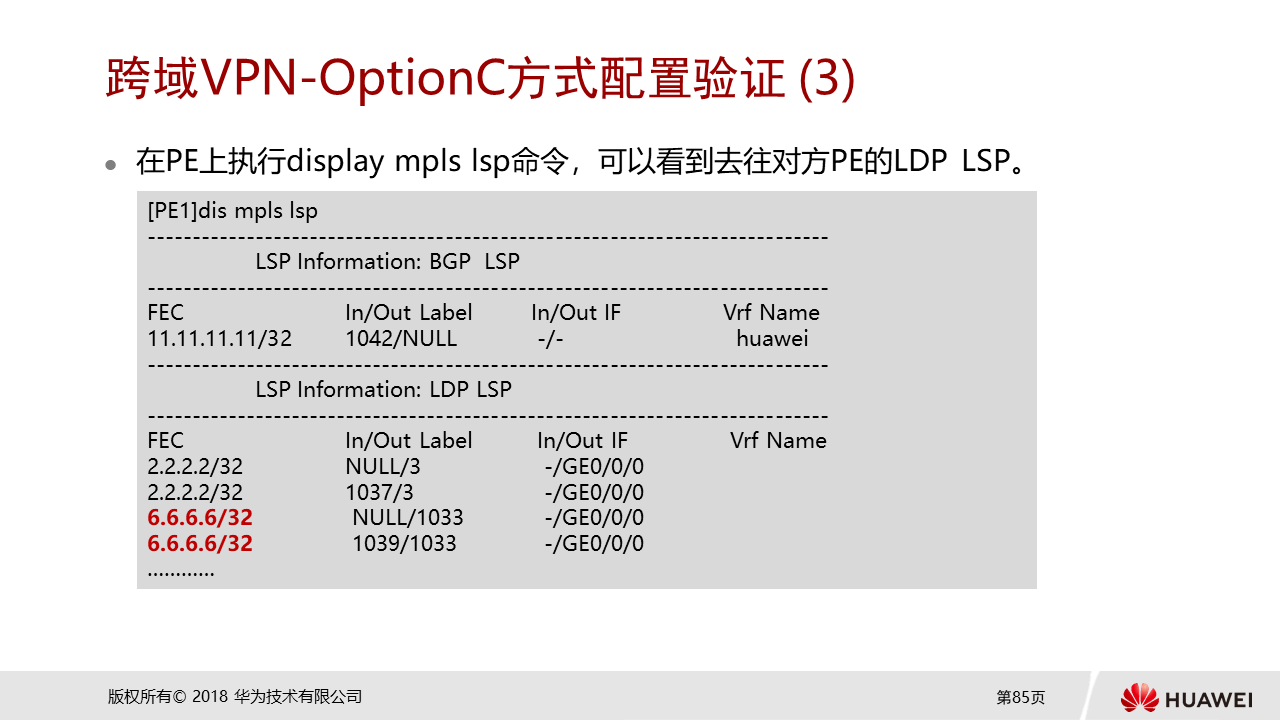 跨域VPN-OptionC方式配置验证 (3)
在PE上执行display mpls lsp命令，可以看到去往对方PE的LDP LSP。
[PE1]dis mpls lsp
---------------------------------------------------------------------------
LSP Information: BGP LSP
---------------------------------------------------------------------------
FEC In/Out Label In/Out IF Vrf Name
11.11.11.11/32 1042/NULL -/- huawei
---------------------------------------------------------------------------
LSP Information: LDP LSP
---------------------------------------------------------------------------
FEC In/Out Label In/Out IF Vrf Name
2.2.2.2/32 NULL/3 -/GE0/0/0
2.2.2.2/32 1037/3 -/GE0/0/0
6.6.6.6/32 NULL/1033 -/GE0/0/0
6.6.6.6/32 1039/1033 -/GE0/0/0
............
版权所有© 2018 华为技术有限公司
第85页
HUAWEI